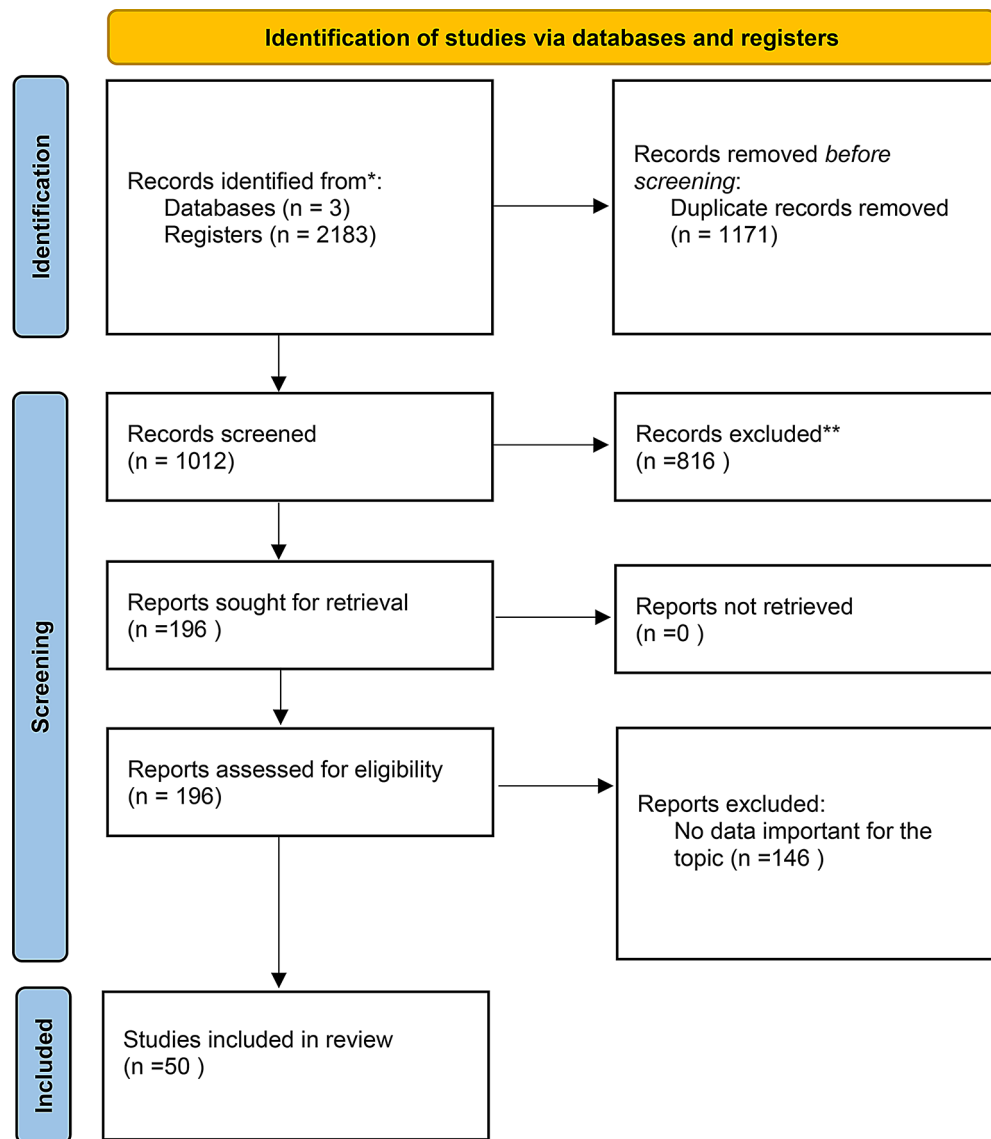 Identification of studies via databases and registers
Identification
Records identified from*:
Databases (n = 3)
Registers (n = 2183)
Records removed before
screening:
Duplicate records removed
(n = 1171)
Screening
Records screened
(n = 1012)
Records excluded**
(n =816 )
Reports sought for retrieval
(n =196 )
Reports not retrieved
(n =0 )
Reports assessed for eligibility
(n = 196)
Reports excluded:
No data important for the
topic (n =146 )
Included
Studies included in review
(n =50 )